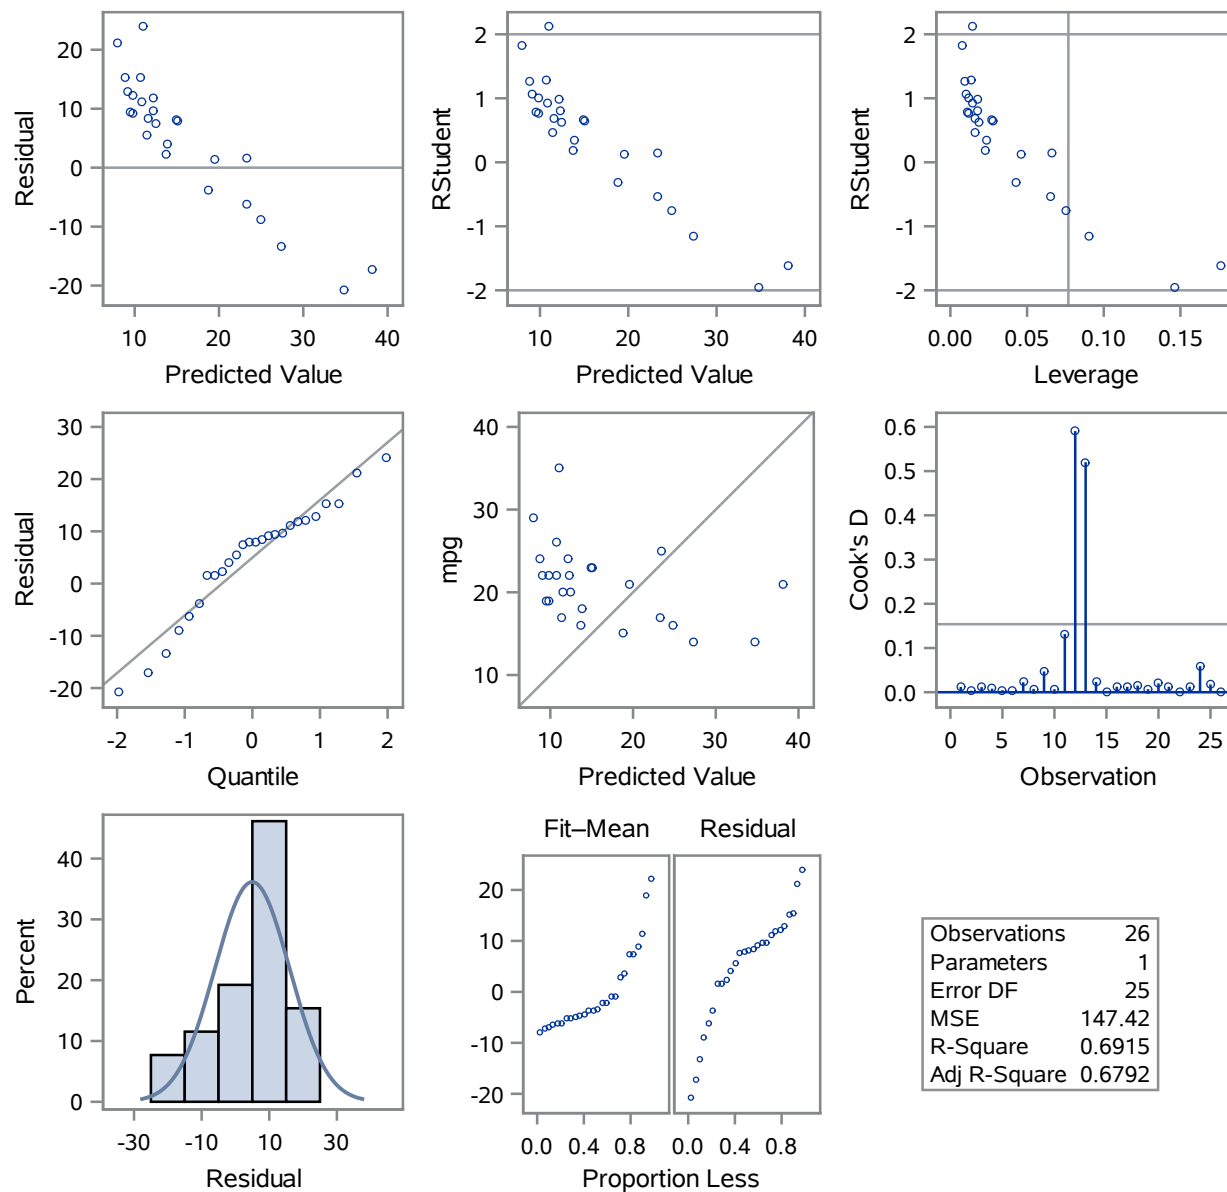 20
10
0
-10
-20
Residual
10 20 30 40
Predicted Value
2
1
0
-1
-2
RStudent
10 20 30 40
Predicted Value
2
1
0
-1
-2
RStudent
0.00 0.05 0.10 0.15
Leverage
30
20
10
0
-10
-20
Residual
-2 -1 0 1 2
Quantile
40
30
20
10
mpg
10 20 30 40
Predicted Value
0.6
0.5
0.4
0.3
0.2
0.1
0.0
Cook's D
0 5 10 15 20 25
Observation
40
30
20
10
0
Percent
-30 -10 10 30
Residual
Fit–Mean Residual
20
10
0
-10
-20
0.0 0.4 0.8 0.0 0.4 0.8
Proportion Less
Observations 26
Parameters 1
Error DF 25
MSE 147.42
R-Square 0.6915
Adj R-Square 0.6792